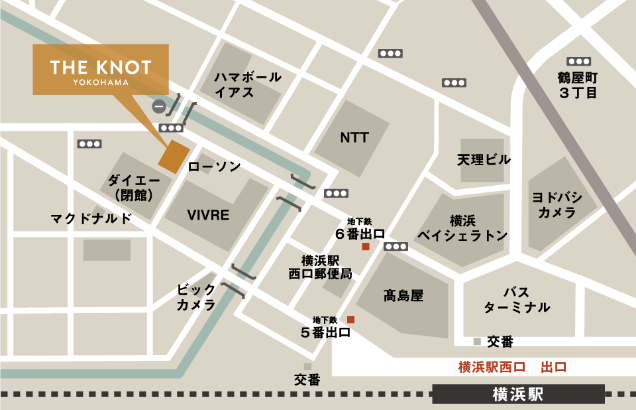 THE KNOT
YOKOHAMA
ハマボール
イアス
鶴屋町
3丁目
NTT
天理ビル
ローソン
ダイエー
（閉館）
VIVRE
マクドナルド
ヨドバシ
カメラ
地下鉄
6番出口
横浜
ベイシェラトン
横浜駅
西口郵便局
ビック
カメラ
髙島屋
バス
ターミナル
地下鉄
5番出口
交番
交番
横浜駅西口　出口
横浜駅